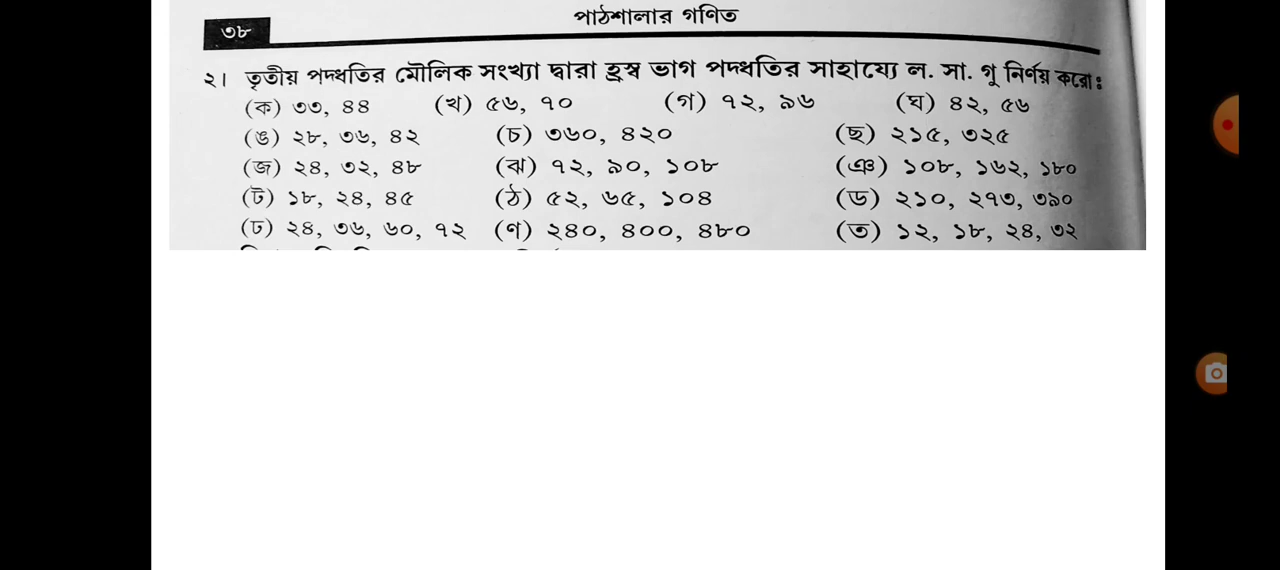 পাঠশালার গণিত
৩৮
২। তৃতীয় পদ্ধতির মৌলিক সংখ্যা দ্বারা হ্রস্ব ভাগ পদ্ধতির সাহায্যে ল. সা. গু নির্ণয় করো ঃ
(ক) ৩৩, ৪৪ (খ) ৫৬, ৭০ (গ) ৭২, ৯৬ (ঘ) ৪২, ৫৬
(ঙ) ২৮, ৩৬, ৪২ (চ) ৩৬০, ৪২০ (ছ) ২১৫, ৩২৫
(জ) ২৪, ৩২, ৪৮ (ঝ) ৭২, ৯০, ১০৮ (ঞ) ১০৮, ১৬২, ১৮০
(ট) ১৮, ২৪, ৪৫ (ঠ) ৫২, ৬৫, ১০৪ (ড) ২১০, ২৭৩, ৩৯০
(ঢ) ২৪, ৩৬, ৬০, ৭২ (ণ) ২৪০, ৪০০, ৪৮০ (ত) ১২, ১৮, ২৪, ৩২